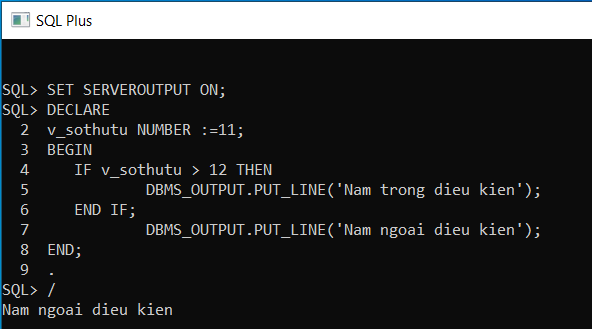 SQL Plus
SQL> SET SERVEROUTPUT ON;
SQL> DECLARE
  2  v_sothutu NUMBER :=11;
  3  BEGIN
  4     IF v_sothutu > 12 THEN
  5             DBMS_OUTPUT.PUT_LINE('Nam trong dieu kien');
  6     END IF;
  7             DBMS_OUTPUT.PUT_LINE('Nam ngoai dieu kien');
  8  END;
  9  .
SQL> /
Nam ngoai dieu kien